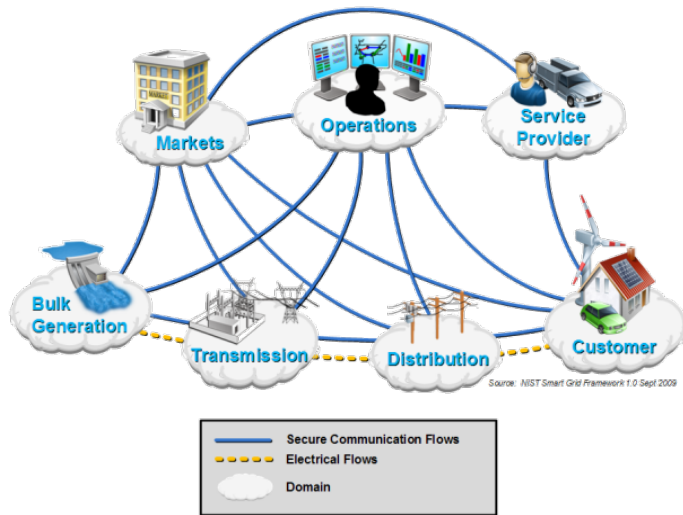 MARKET
Markets
Operations
Service
Provider
Bulk
Generation
Transmission
Distribution
Customer
Source: NIST Smart Grid Framework 1.0 Sept 2009
Secure Communication Flows
Electrical Flows
Domain